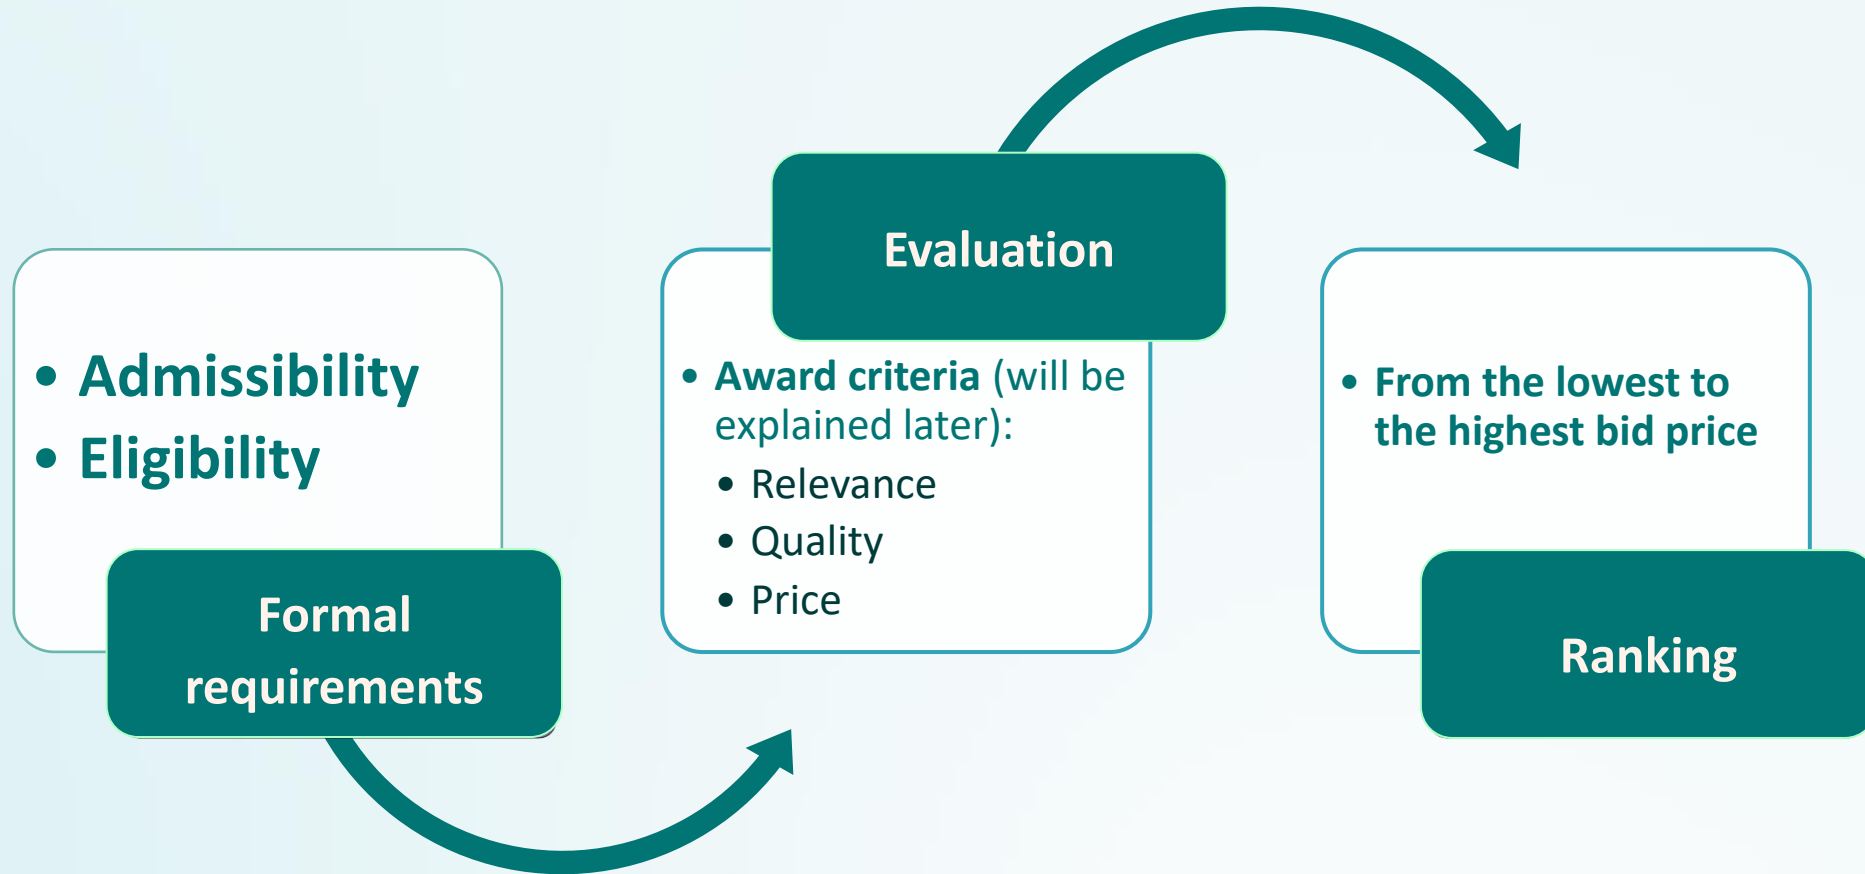 • Admissibility
• Eligibility
Formal
requirements
Evaluation
• Award criteria (will be
explained later):
• Relevance
• Quality
• Price
• From the lowest to
the highest bid price
Ranking